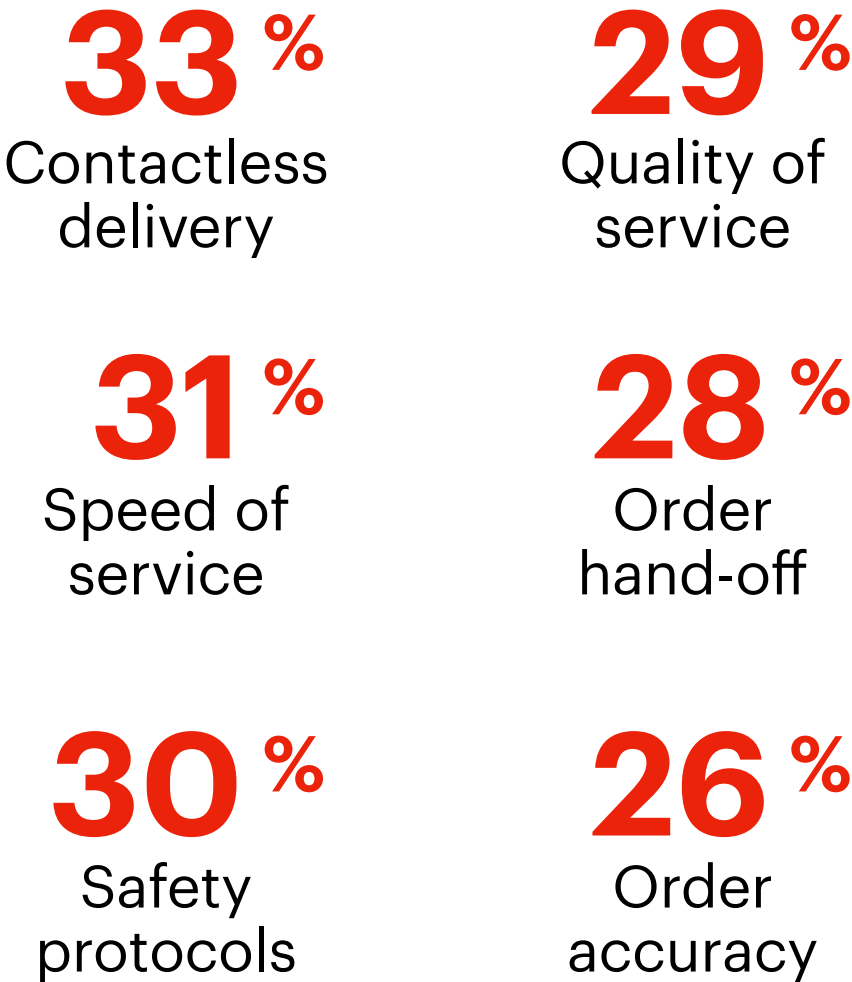 33 %
Contactless
delivery
29 %
Quality of
service
31 %
Speed of
service
28 %
Order
hand-off
30 %
Safety
protocols
26 %
Order
accuracy